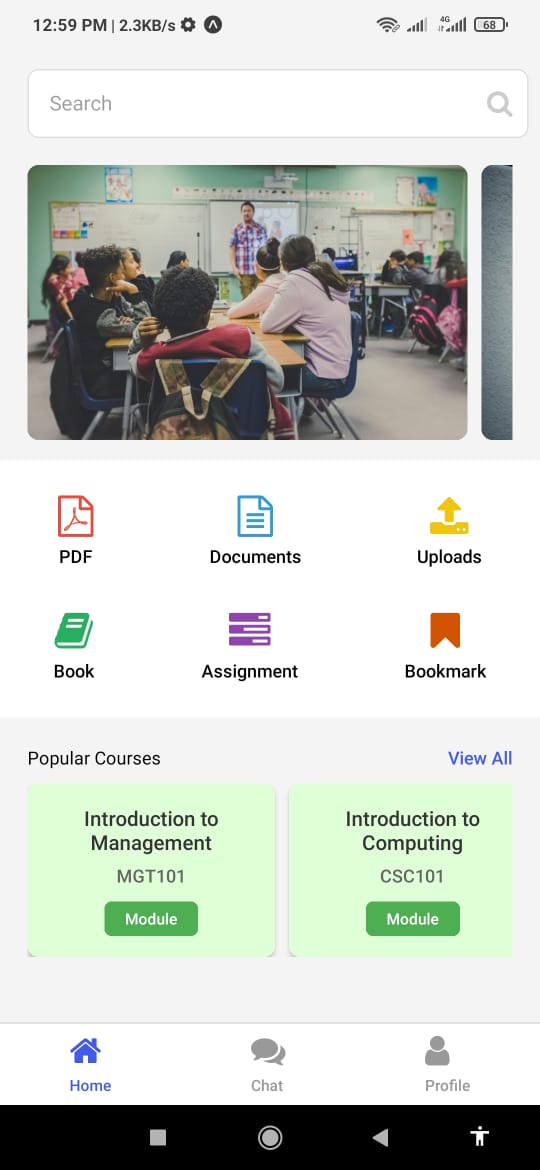 12:59 PM | 2.3KB/s
4G
68
Search
PDF
Documents
Uploads
Book
Assignment
Bookmark
Popular Courses
View All
Introduction to
Management
MGT101
Module
Introduction to
Computing
CSC101
Module
Home
Chat
Profile